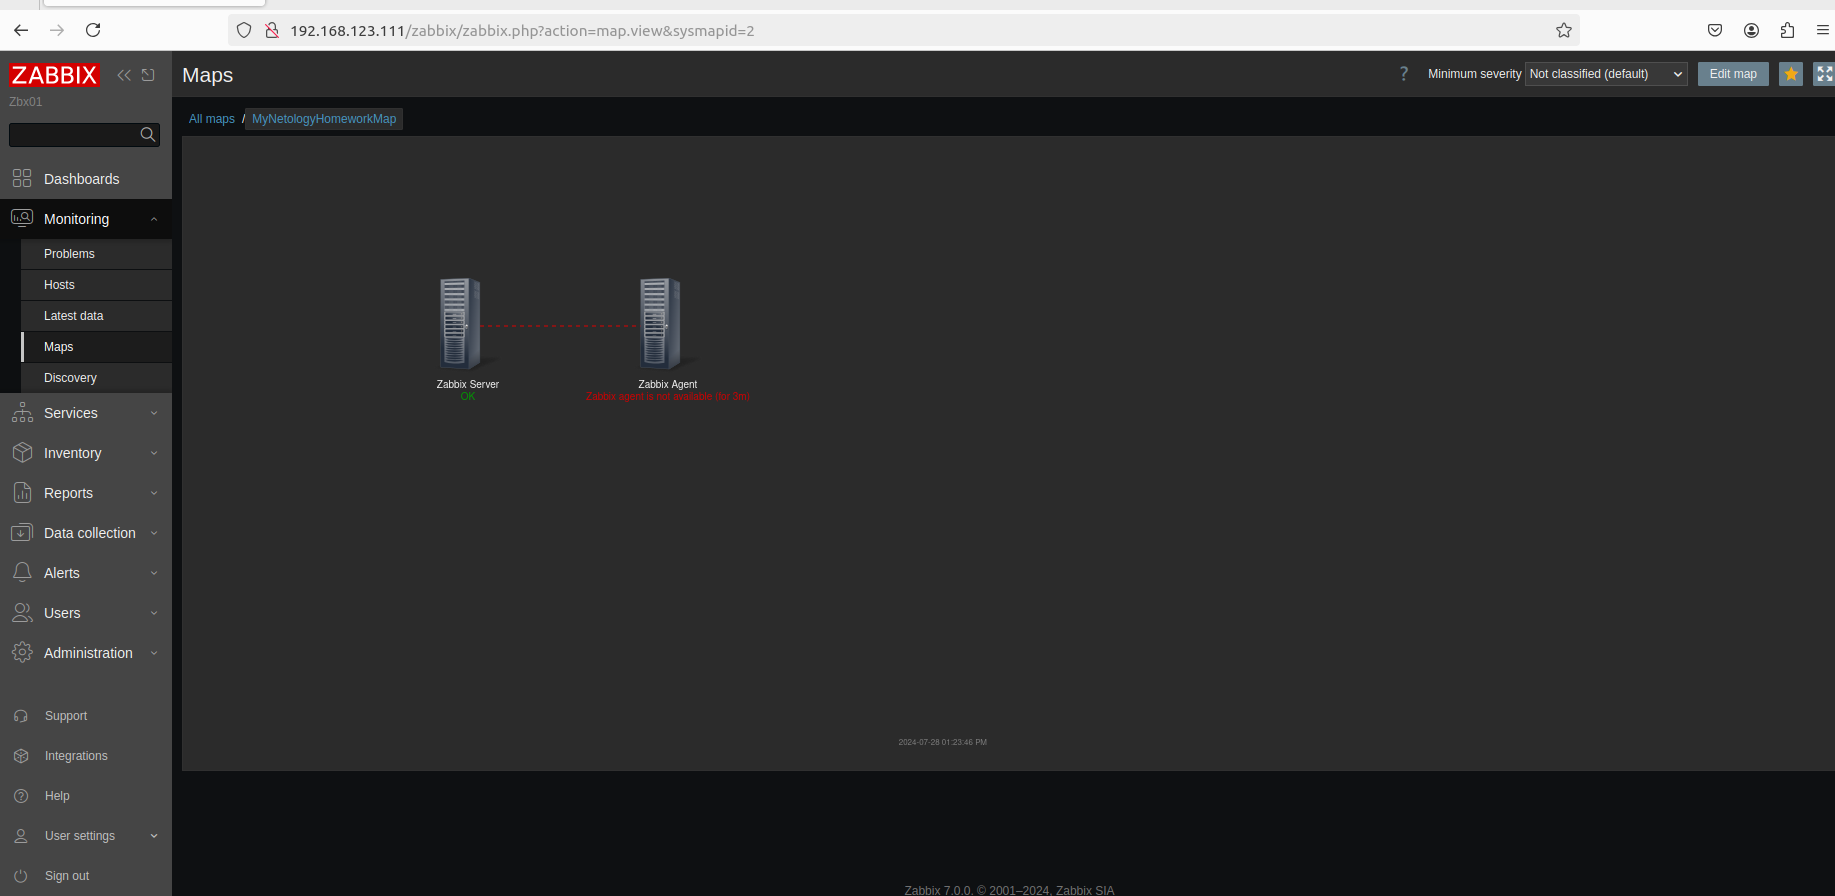 192.168.123.111/zabbix/zabbix.php?action=map.view&sysmapid=2
ZABBIX
Zbx01
Maps
? Minimum severity Not classified (default) Edit map
All maps / MyNetologyHomeworkMap
Dashboards
Monitoring
Problems
Hosts
Latest data
Maps
Discovery
Services
Inventory
Reports
Data collection
Alerts
Users
Administration
Support
Integrations
Help
User settings
Sign out
Zabbix Server
OK
Zabbix Agent
Zabbix agent is not available (for 3m)
2024-07-28 01:23:46 PM
Zabbix 7.0.0. © 2001–2024, Zabbix SIA